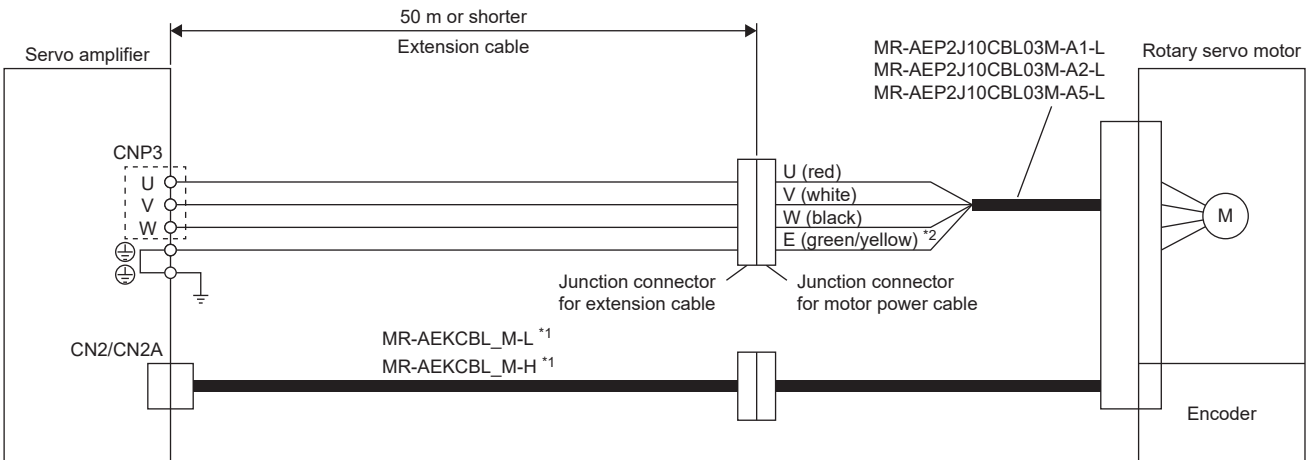 50 m or shorter
Extension cable
Servo amplifier
MR-AEP2J10CBL03M-A1-L
MR-AEP2J10CBL03M-A2-L
MR-AEP2J10CBL03M-A5-L
Rotary servo motor
CNP3
U
V
W
U (red)
V (white)
W (black)
E (green/yellow) *2
M
Junction connector
for extension cable
Junction connector
for motor power cable
CN2/CN2A
MR-AEKCBL_M-L *1
MR-AEKCBL_M-H *1
Encoder